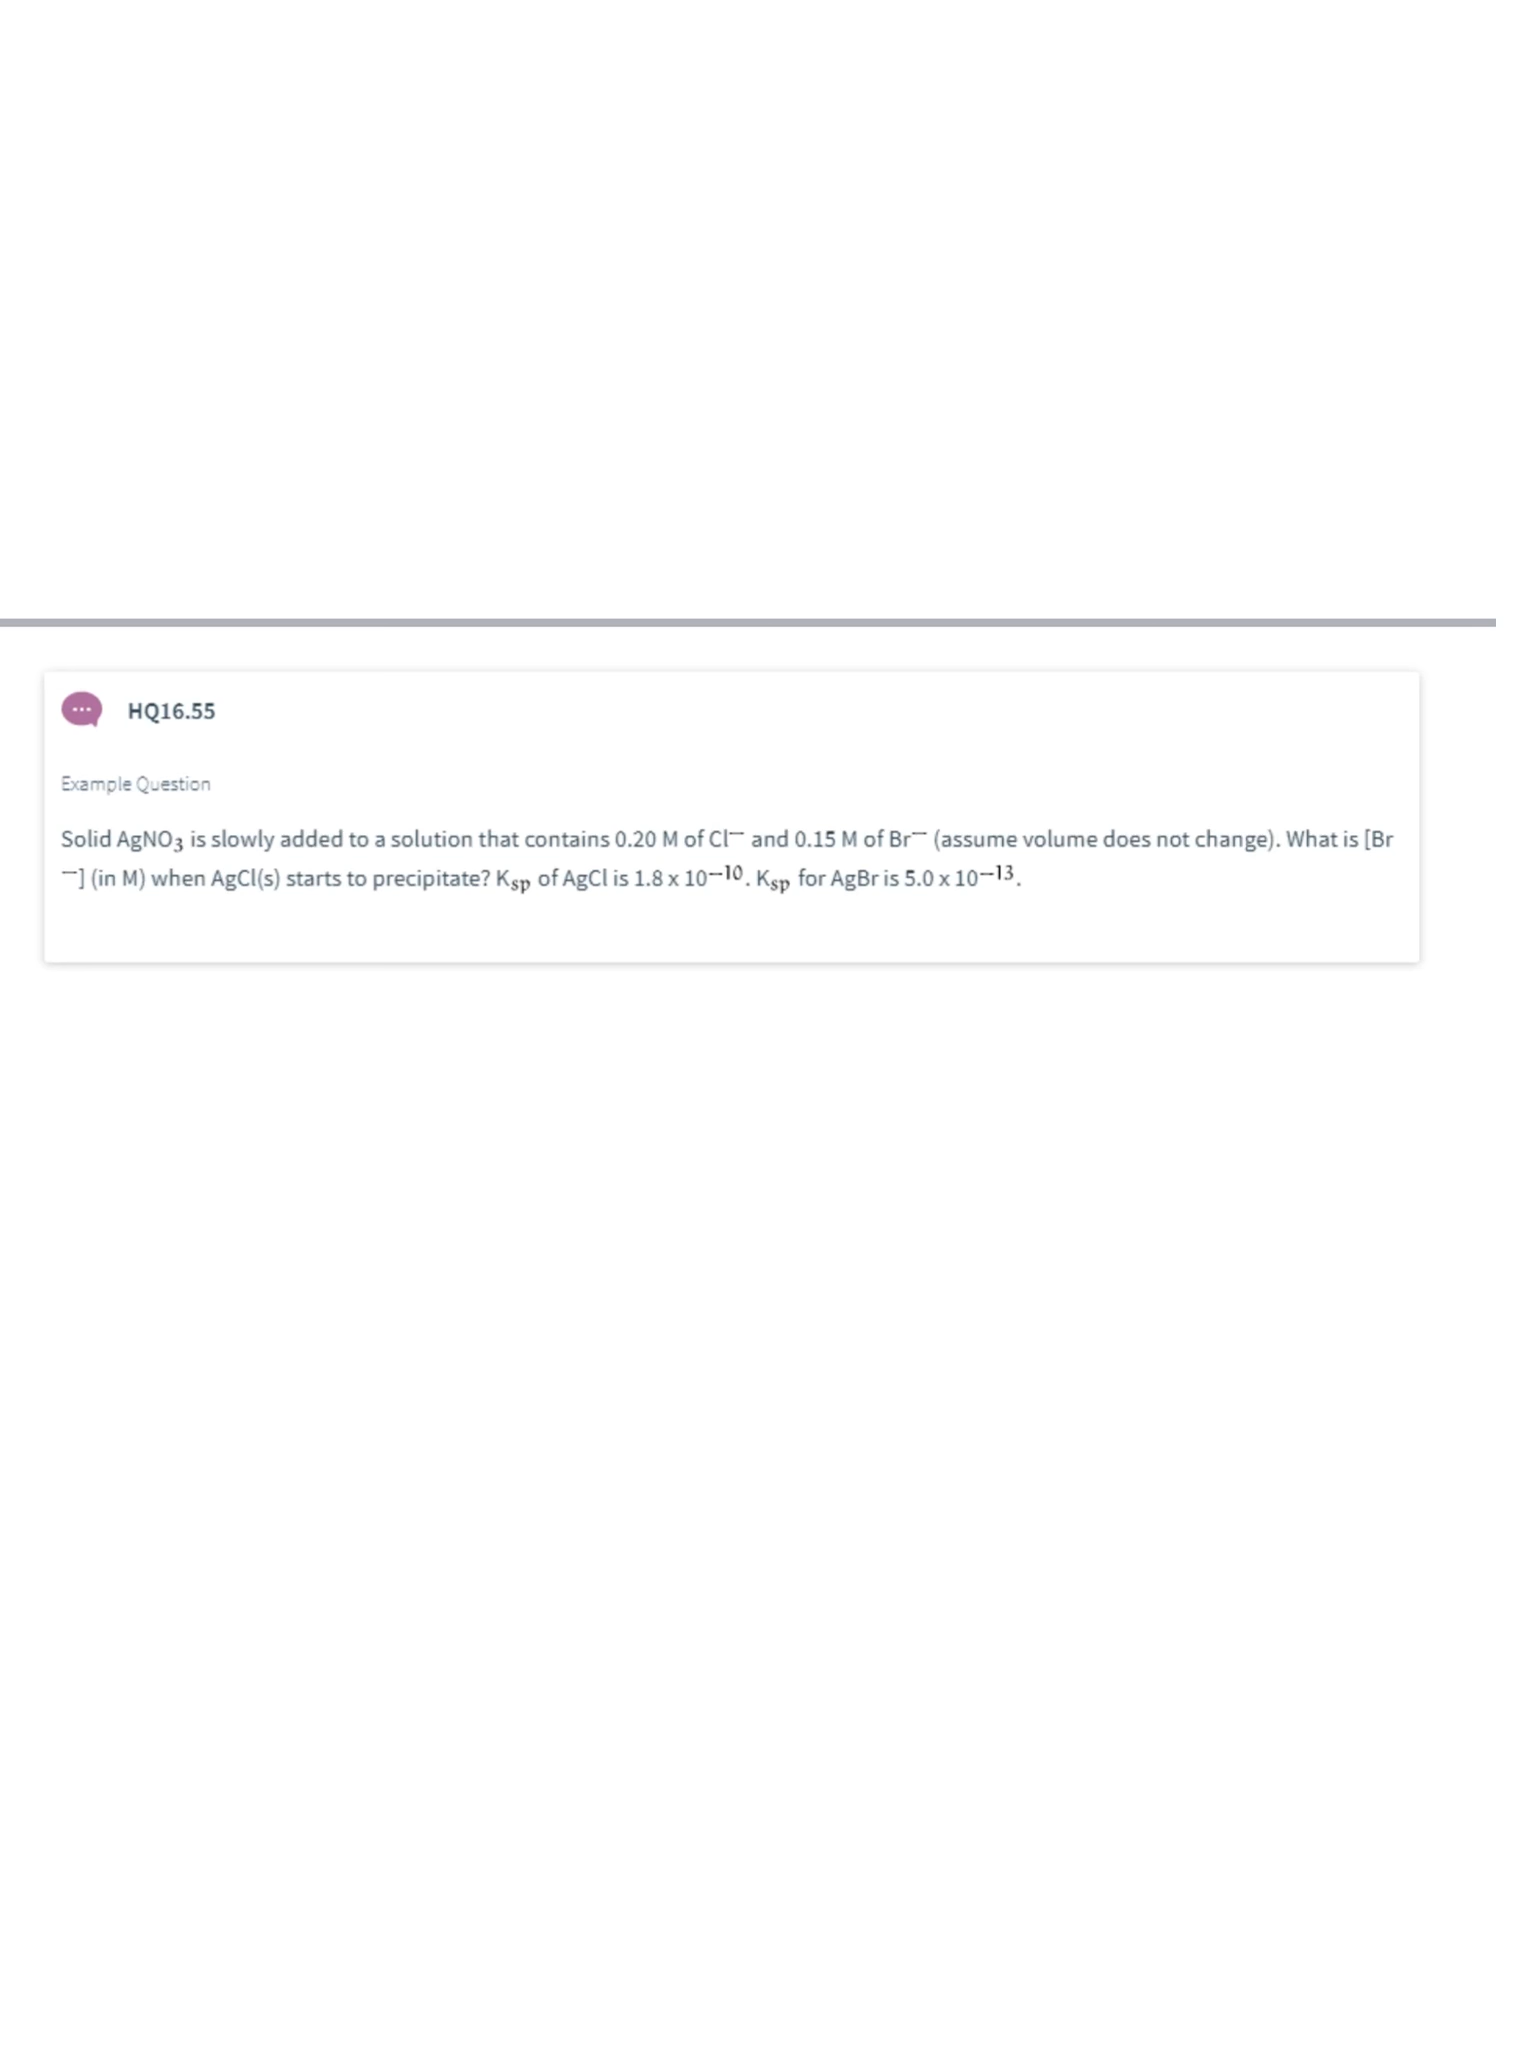 HQ16.55
Example Question
Solid AgNO₃ is slowly added to a solution that contains 0.20 M of Cl⁻ and 0.15 M of Br⁻ (assume volume does not change). What is [Br
⁻] (in M) when AgCl(s) starts to precipitate? Ksp of AgCl is 1.8 x 10⁻¹⁰. Ksp for AgBr is 5.0 x 10⁻¹³.